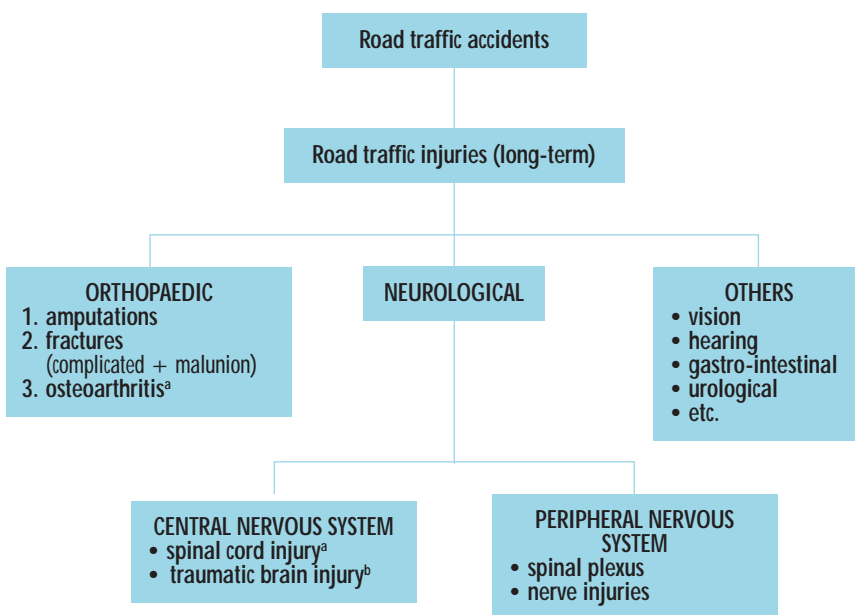 Road traffic accidents
Road traffic injuries (long-term)
ORTHOPAEDIC
1. amputations
2. fractures
(complicated + malunion)
3. osteoarthritisᵃ
NEUROLOGICAL
OTHERS
• vision
• hearing
• gastro-intestinal
• urological
• etc.
CENTRAL NERVOUS SYSTEM
• spinal cord injuryᵃ
• traumatic brain injuryᵇ
PERIPHERAL NERVOUS
SYSTEM
• spinal plexus
• nerve injuries